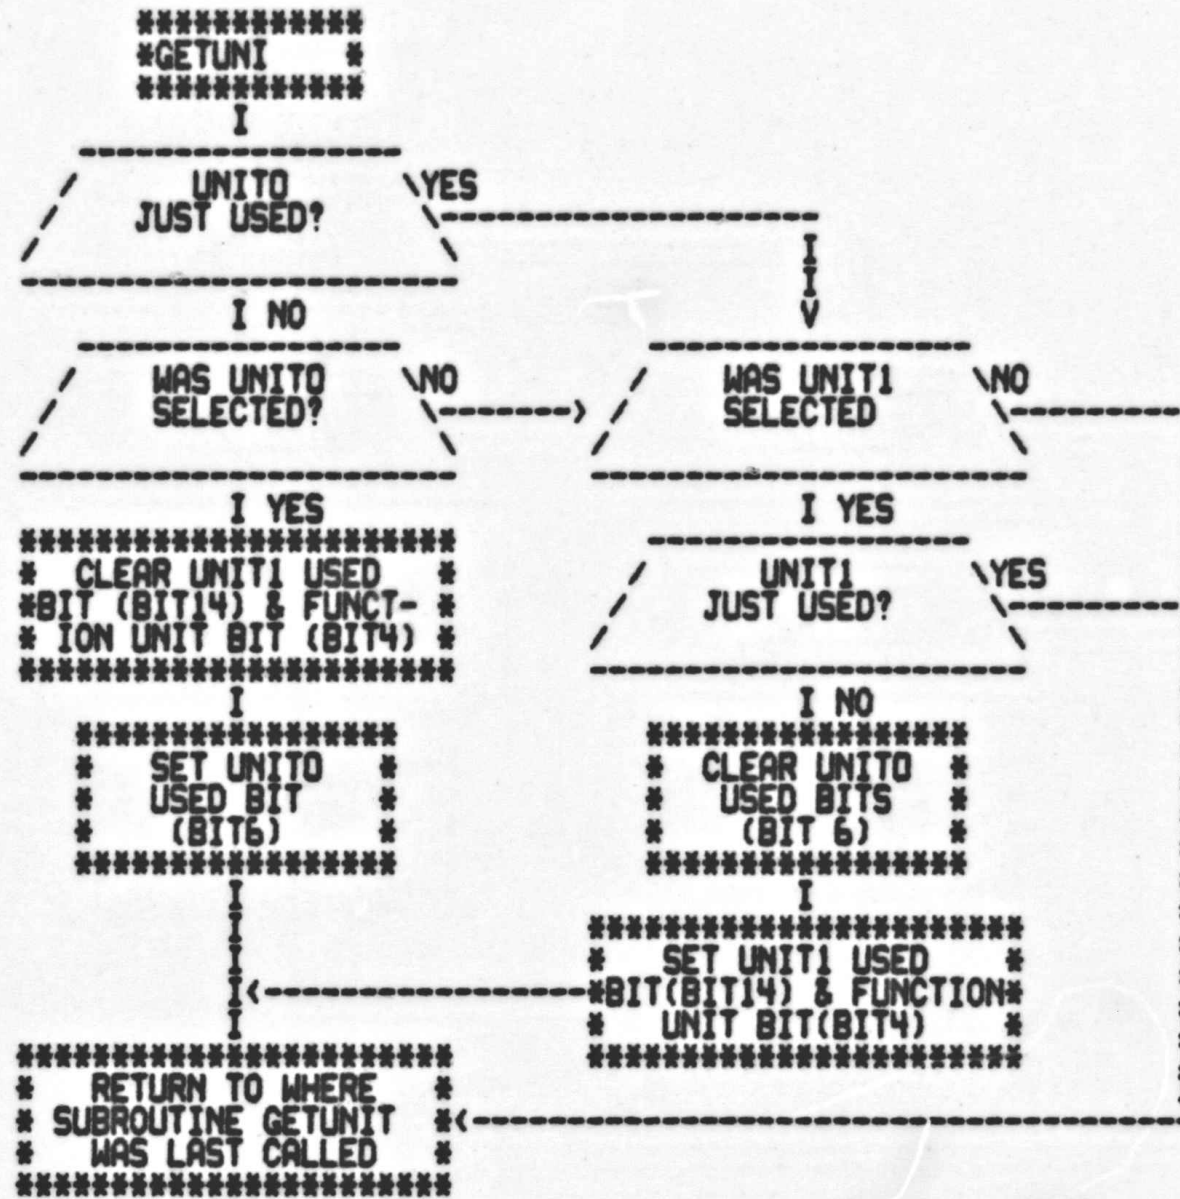 GETUNI
UNIT0
JUST USED?
YES
NO
WAS UNIT0
SELECTED?
NO
WAS UNIT1
SELECTED
NO
YES
YES
CLEAR UNIT1 USED
BIT (BIT14) & FUNCT-
ION UNIT BIT (BIT4)
UNIT1
JUST USED?
YES
NO
SET UNIT0
USED BIT
(BIT6)
CLEAR UNIT0
USED BITS
(BIT 6)
SET UNIT1 USED
BIT(BIT14) & FUNCTION
UNIT BIT(BIT4)
RETURN TO WHERE
SUBROUTINE GETUNIT
WAS LAST CALLED